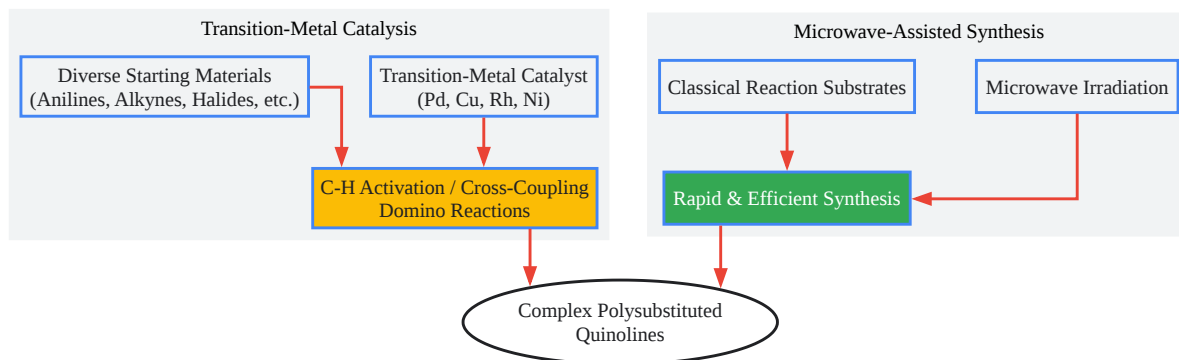 Transition-Metal Catalysis
Diverse Starting Materials
(Anilines, Alkynes, Halides, etc.)
Transition-Metal Catalyst
(Pd, Cu, Rh, Ni)
C-H Activation / Cross-Coupling
Domino Reactions
Microwave-Assisted Synthesis
Classical Reaction Substrates
Microwave Irradiation
Rapid & Efficient Synthesis
Complex Polysubstituted
Quinolines